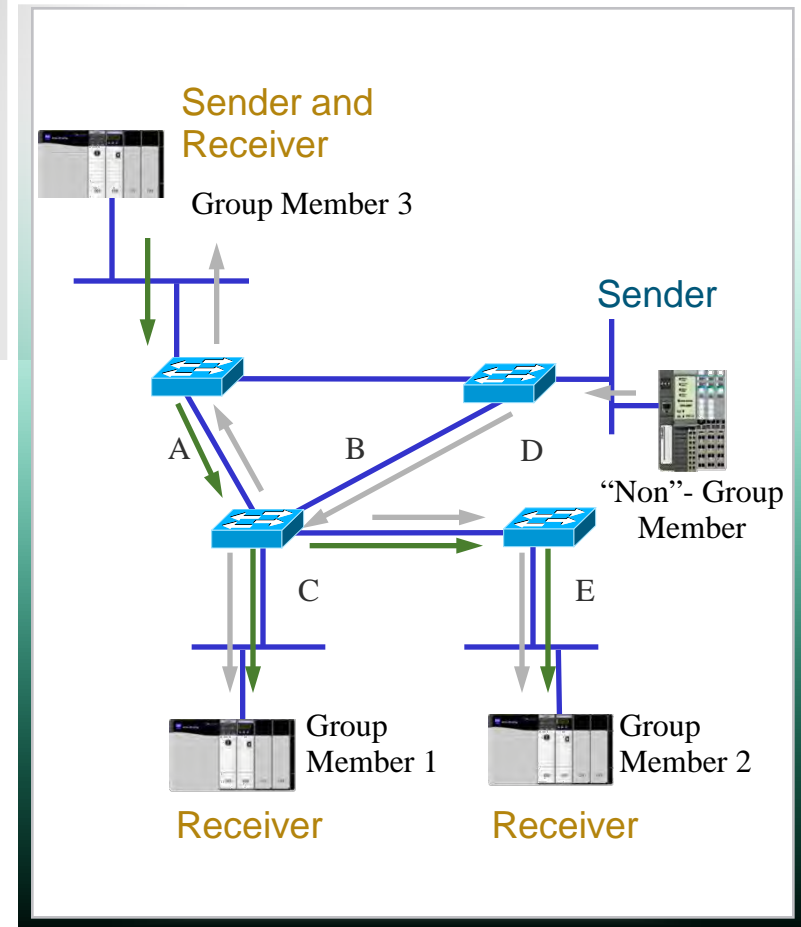 Sender and
Receiver
Group Member 3
Sender
A
B
D
“Non”- Group
Member
C
E
Group
Member 1
Group
Member 2
Receiver
Receiver